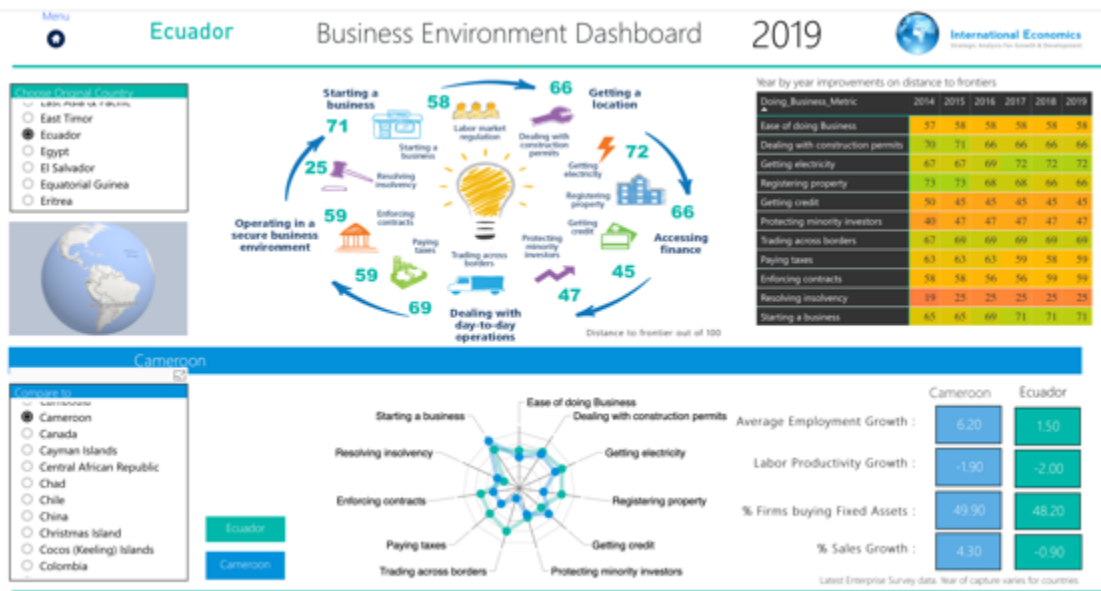 Menu
Ecuador
Business Environment Dashboard
2019
International Economics
Strategic Analysis For Growth & Development
Choose Original Country
East Asia & Pacific
East Timor
Ecuador
Egypt
El Salvador
Equatorial Guinea
Eritrea
Starting a business
71
58
Labor market regulation
66
Dealing with construction permits
Getting a location
Starting a business
25
Resolving insolvency
72
Getting electricity
Registering property
66
Operating in a secure business environment
59
Enforcing contracts
Getting credit
Accessing finance
59
Paying taxes
Trading across borders
Protecting minority investors
45
69
47
Dealing with day-to-day operations
Distance to frontier out of 100
Year by year improvements on distance to frontiers
Doing_Business_Metric 2014 2015 2016 2017 2018 2019
Ease of doing Business 57 58 58 58 58 58
Dealing with construction permits 70 71 66 66 66 66
Getting electricity 67 67 69 72 72 72
Registering property 73 73 68 68 66 66
Getting credit 50 45 45 45 45 45
Protecting minority investors 40 47 47 47 47 47
Trading across borders 67 69 69 69 69 69
Paying taxes 63 63 63 59 58 59
Enforcing contracts 58 58 56 56 59 59
Resolving insolvency 19 25 25 25 25 25
Starting a business 65 65 69 71 71 71
Cameroon
Compare to
Cambodia
Cameroon
Canada
Cayman Islands
Central African Republic
Chad
Chile
China
Christmas Island
Cocos (Keeling) Islands
Colombia
Ecuador
Cameroon
Ease of doing Business
Starting a business
Dealing with construction permits
Resolving insolvency
Getting electricity
Enforcing contracts
Registering property
Paying taxes
Getting credit
Trading across borders
Protecting minority investors
Cameroon Ecuador
Average Employment Growth : 6.20 1.50
Labor Productivity Growth : -1.90 -2.00
% Firms buying Fixed Assets : 49.90 48.20
% Sales Growth : 4.30 -0.90
Latest Enterprise Survey data. Year of capture varies for countries